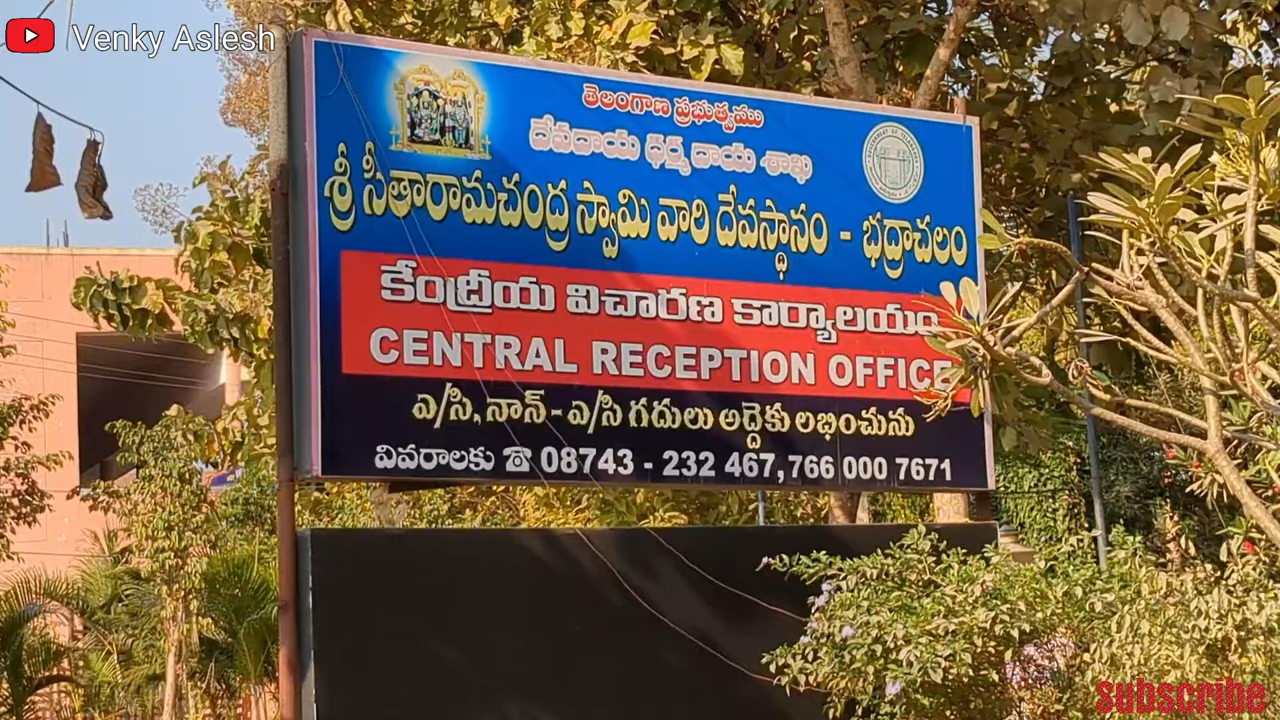 Venky Aslesh
తెలంగాణ ప్రభుత్వము
దేవదాయ ధర్మ దాయ శాఖ
శ్రీ సీతారామచంద్ర స్వామి వారి దేవస్థానం - భద్రాచలం
కేంద్రీయ విచారణ కార్యాలయం
CENTRAL RECEPTION OFFICE
ఎ/సి, నాన్ - ఎ/సి గదులు అద్దెకు లభించును
వివరాలకు ☎ 08743 - 232 467, 766 000 7671
subscribe